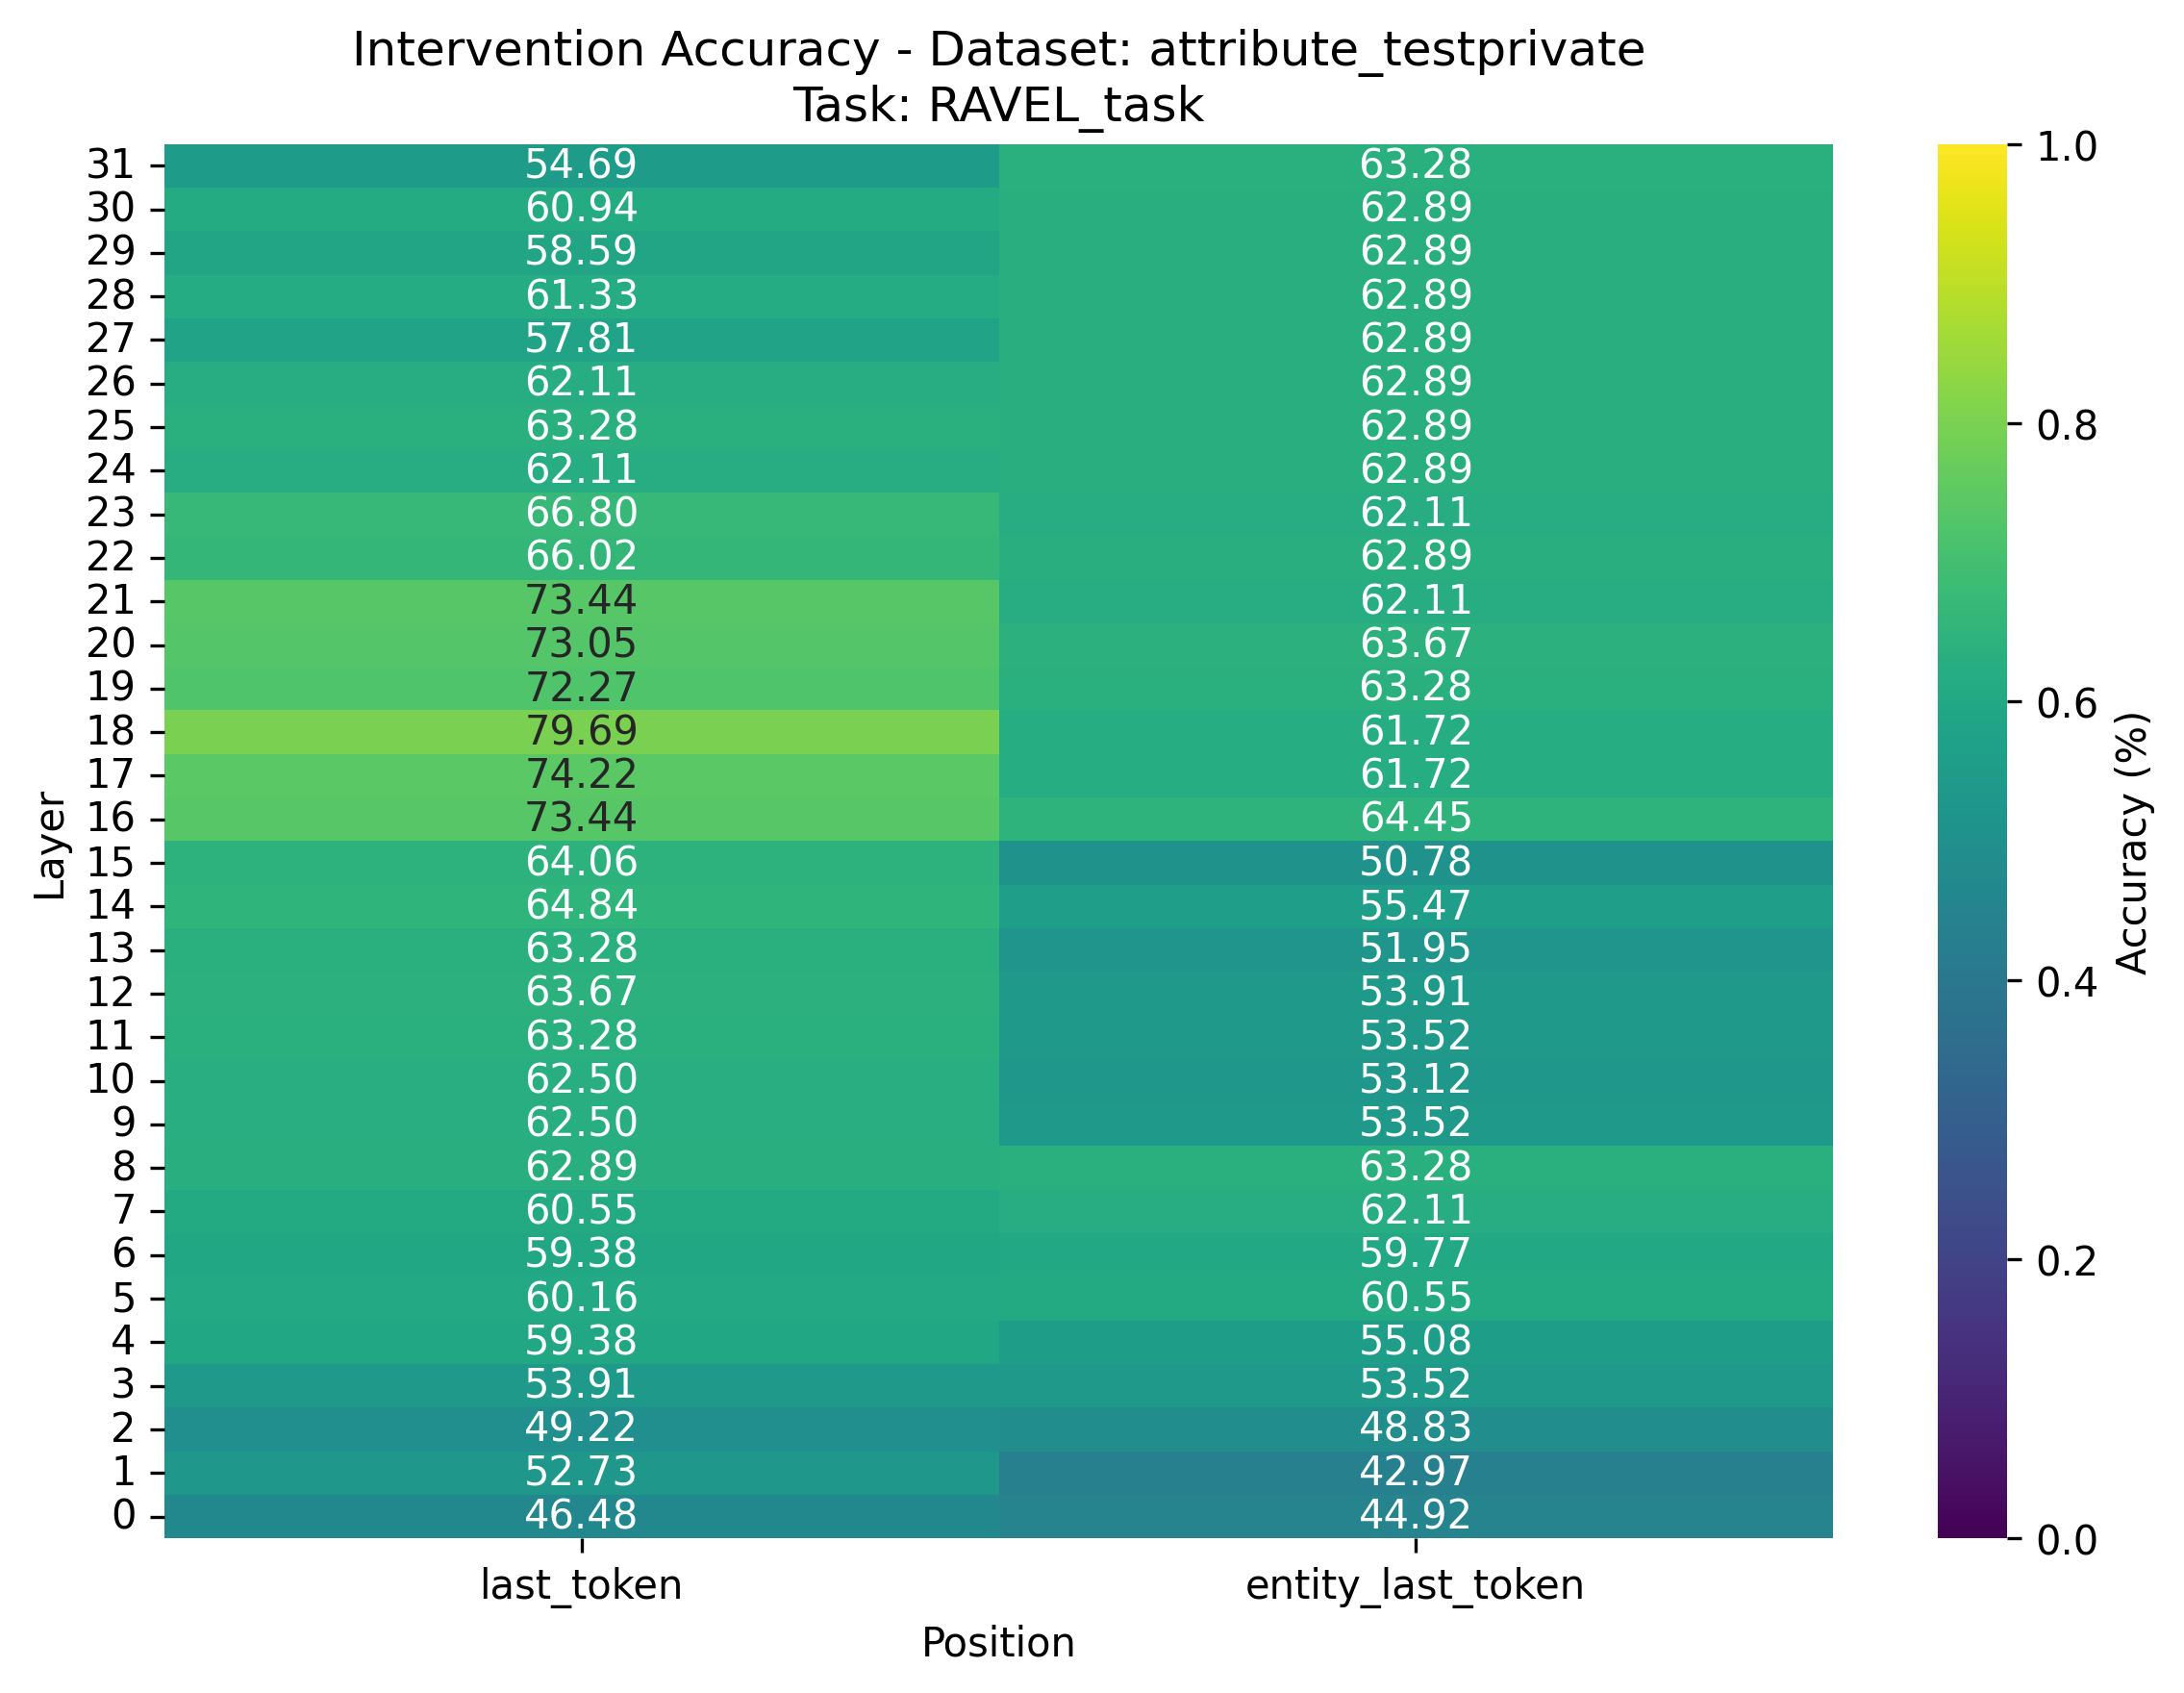 Intervention Accuracy - Dataset: attribute_testprivate
Task: RAVEL_task
31 54.69 63.28
30 60.94 62.89
29 58.59 62.89
28 61.33 62.89
27 57.81 62.89
26 62.11 62.89
25 63.28 62.89
24 62.11 62.89
23 66.80 62.11
22 66.02 62.89
21 73.44 62.11
20 73.05 63.67
19 72.27 63.28
18 79.69 61.72
17 74.22 61.72
16 73.44 64.45
15 64.06 50.78
14 64.84 55.47
13 63.28 51.95
12 63.67 53.91
11 63.28 53.52
10 62.50 53.12
9 62.50 53.52
8 62.89 63.28
7 60.55 62.11
6 59.38 59.77
5 60.16 60.55
4 59.38 55.08
3 53.91 53.52
2 49.22 48.83
1 52.73 42.97
0 46.48 44.92
last_token entity_last_token
Position
Layer
1.0
0.8
0.6
0.4
0.2
0.0
Accuracy (%)